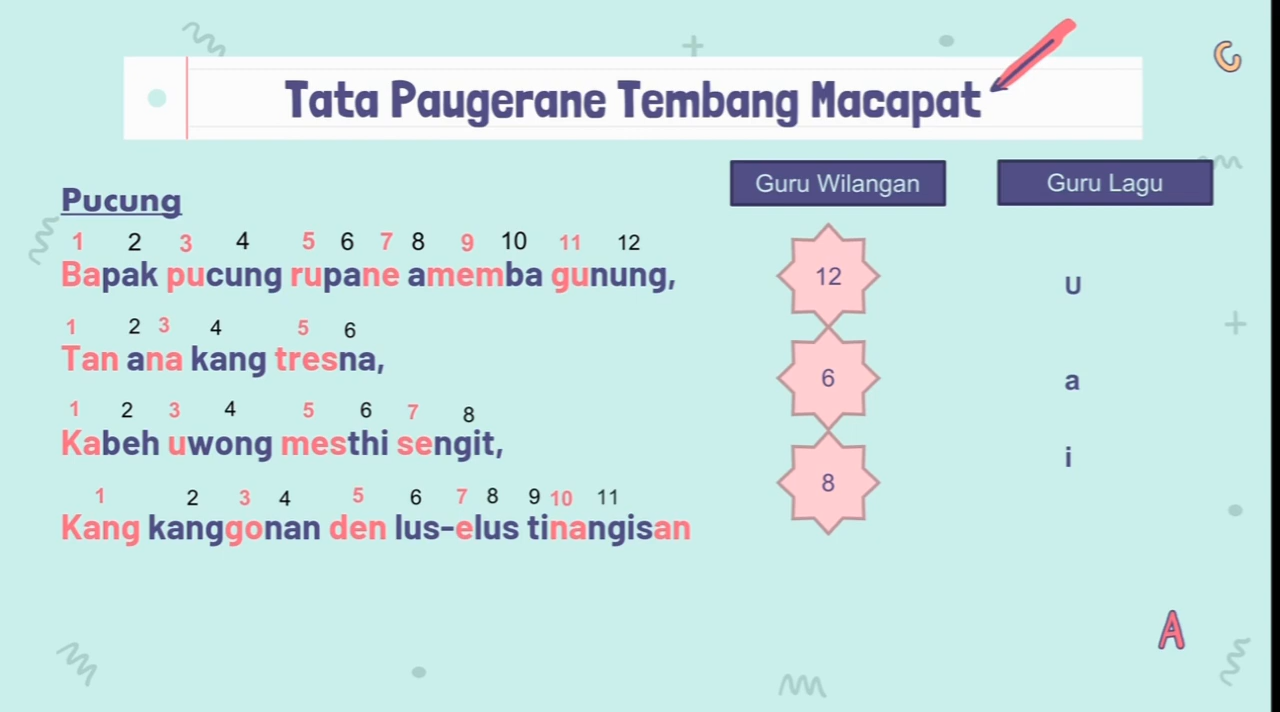 Tata Paugerane Tembang Macapat
Guru Wilangan
Guru Lagu
Pucung
1 2 3 4 5 6 7 8 9 10 11 12
Bapak pucung rupane amemba gunung,
12
U
1 2 3 4 5 6
Tan ana kang tresna,
6
a
1 2 3 4 5 6 7 8
Kabeh uwong mesthi sengit,
8
i
1 2 3 4 5 6 7 8 9 10 11
Kang kanggonan den lus-elus tinangisan
C
A